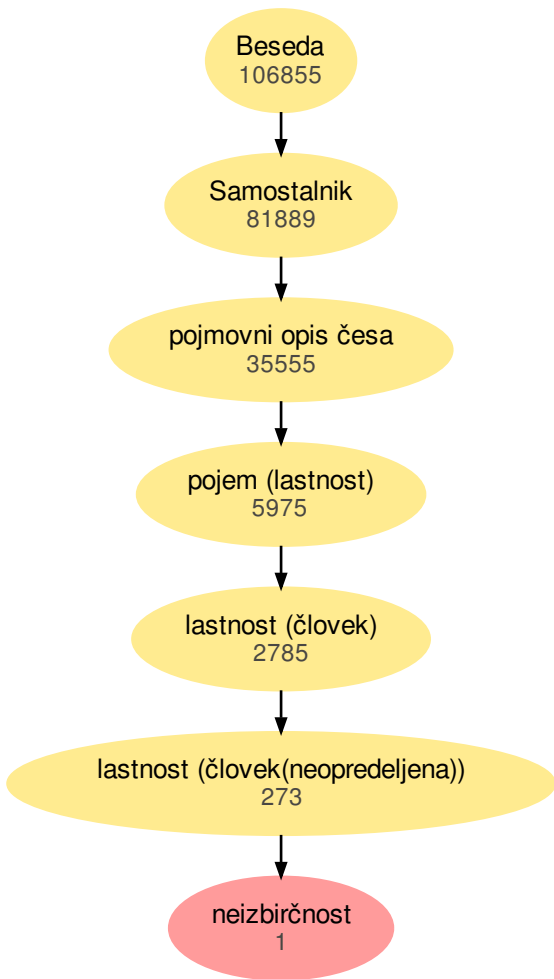 Beseda
106855
Samostalnik
81889
pojmovni opis česa
35555
pojem (lastnost)
5975
lastnost (človek)
2785
lastnost (človek(neopredeljena))
273
neizbirčnost
1